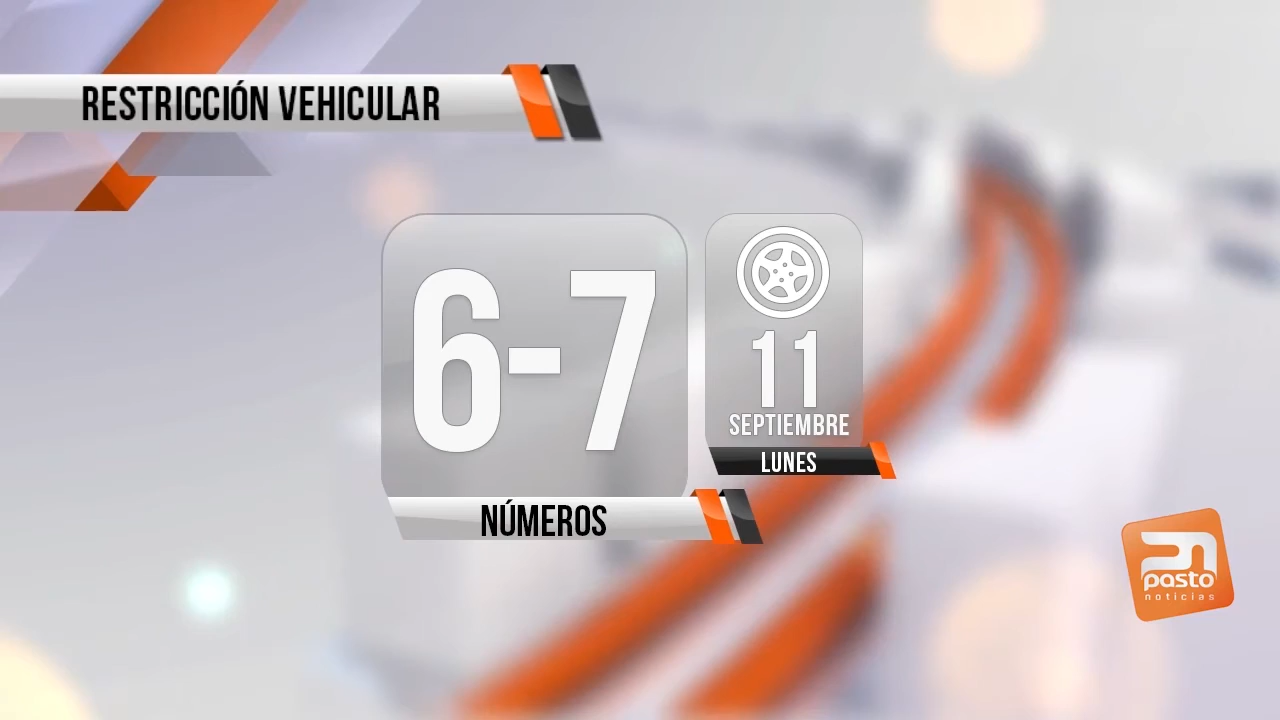 RESTRICCIÓN VEHICULAR
6-7
NÚMEROS
11
SEPTIEMBRE
LUNES
pasto
noticias